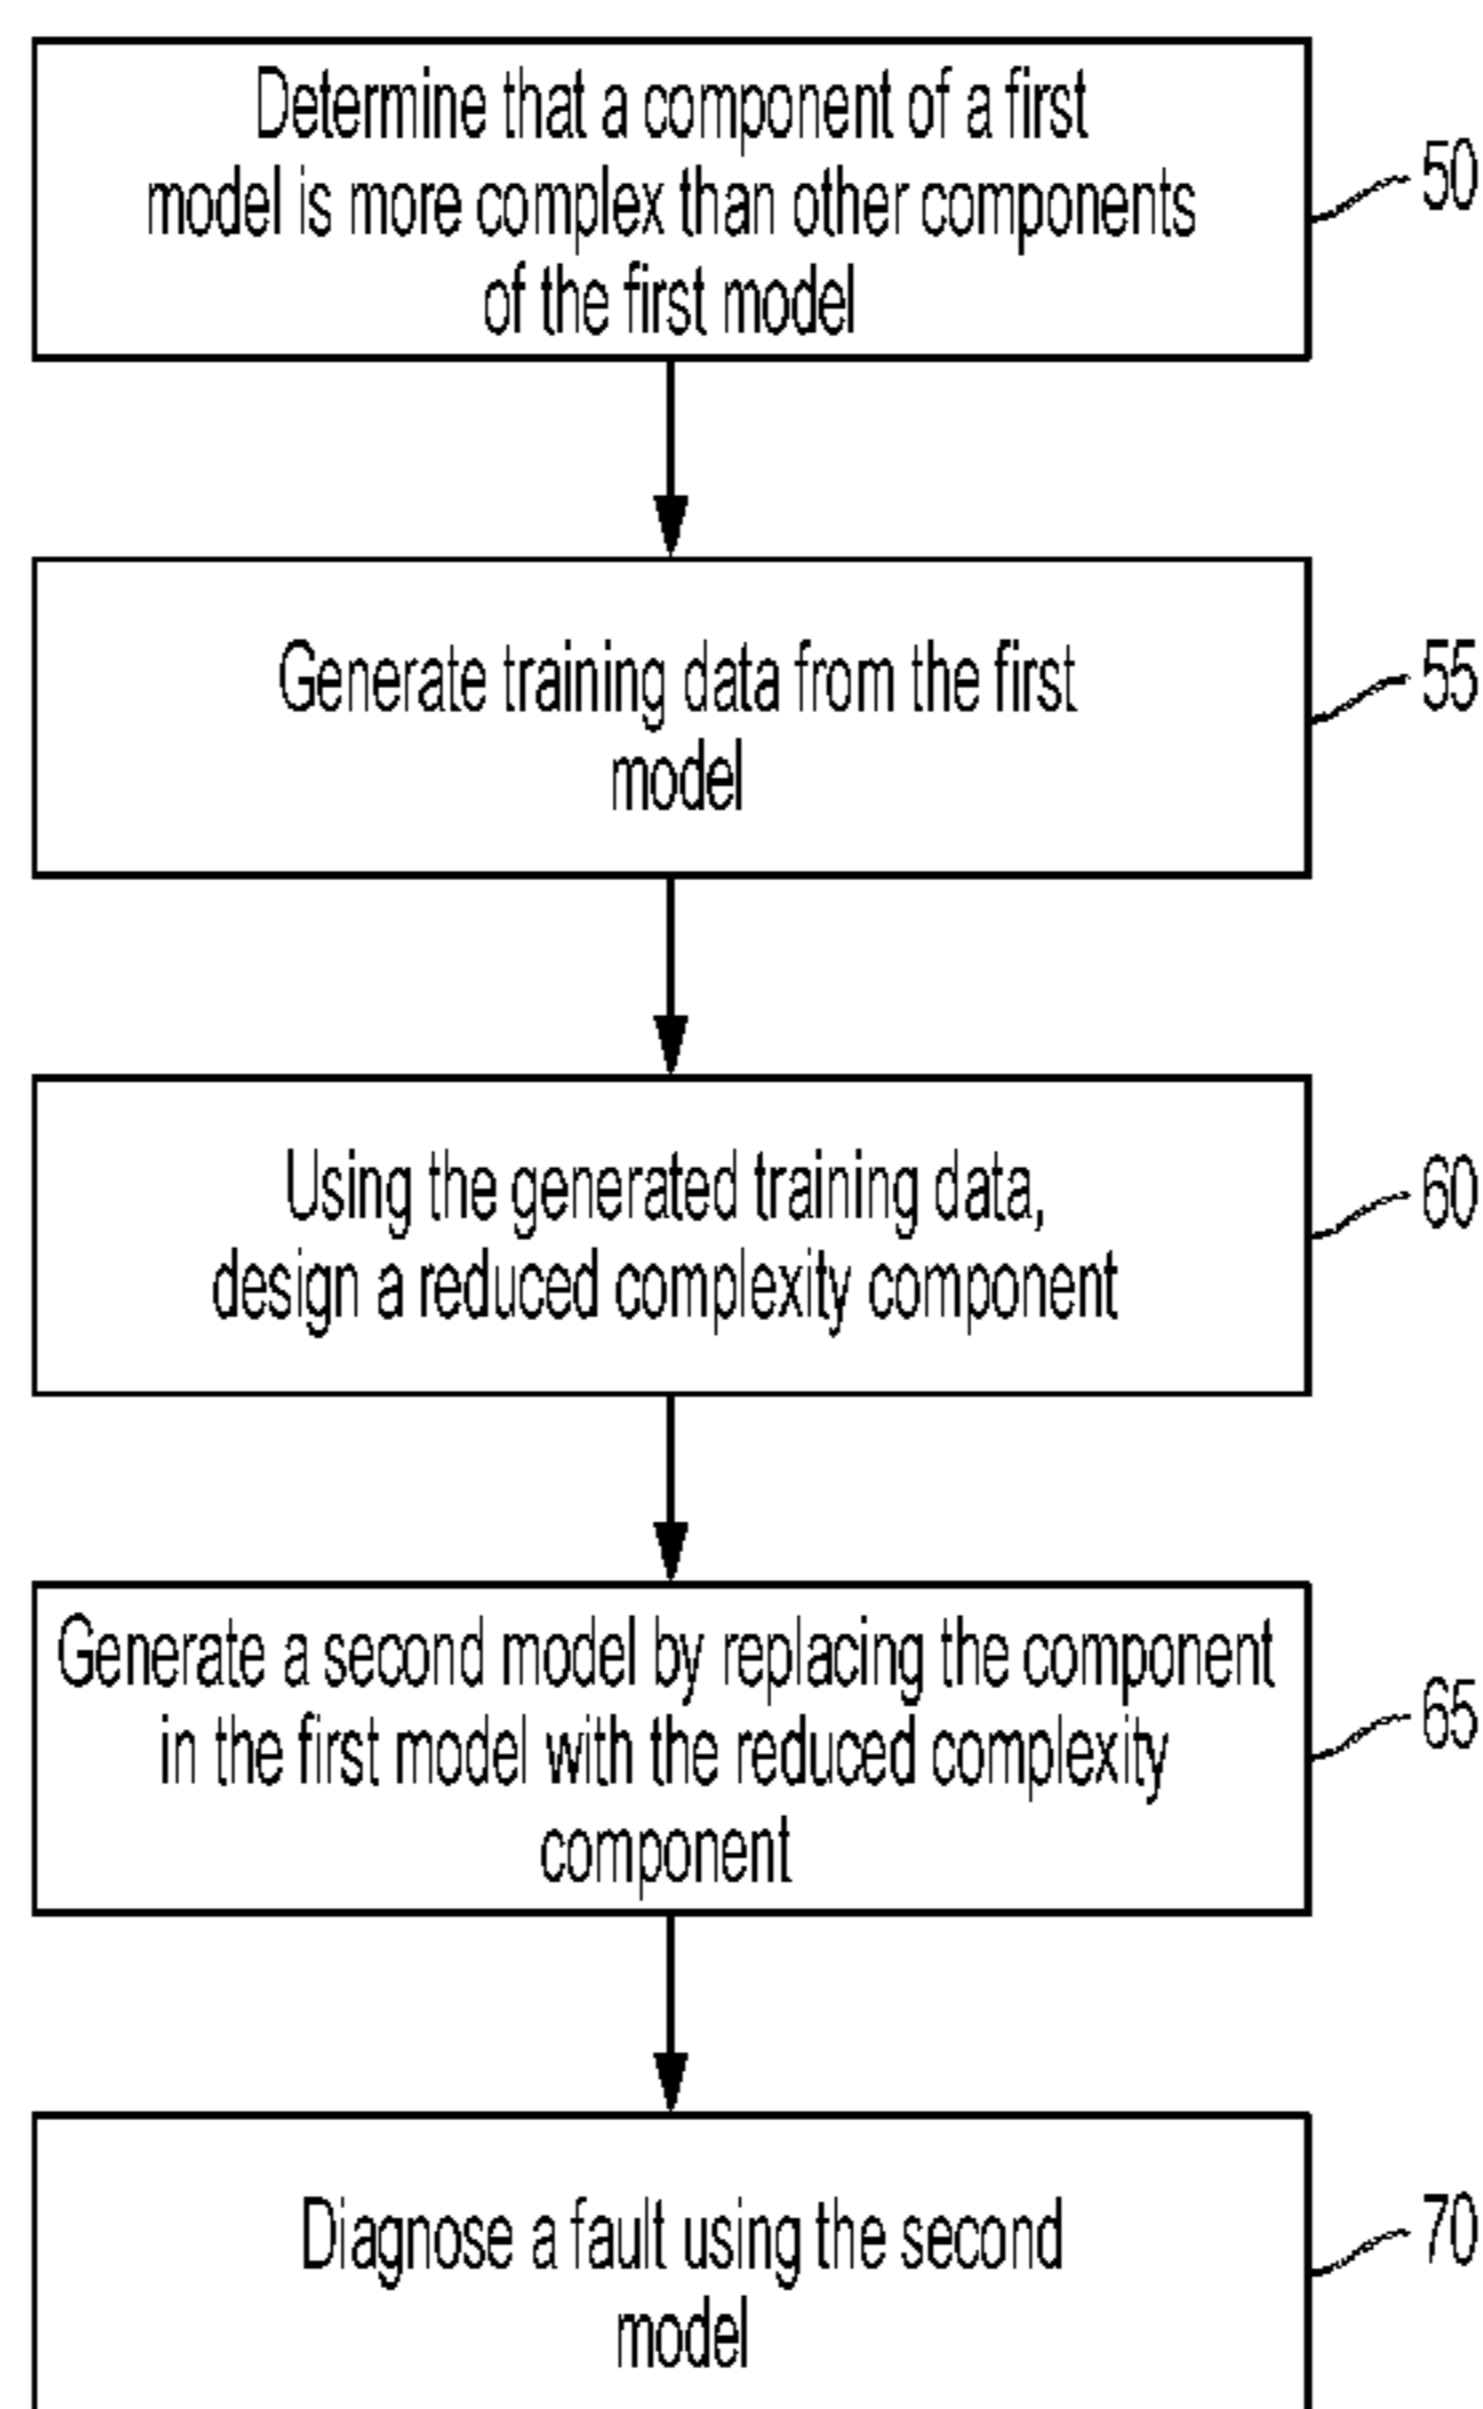 Determine that a component of a first
model is more complex than other components
of the first model
50
Generate training data from the first
model
55
Using the generated training data,
design a reduced complexity component
60
Generate a second model by replacing the component
in the first model with the reduced complexity
component
65
Diagnose a fault using the second
model
70